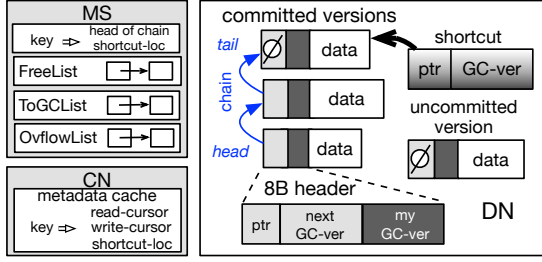 MS
key ⇨ head of chain
shortcut-loc
FreeList
ToGCList
OvflowList
CN
metadata cache
read-cursor
key ⇨ write-cursor
shortcut-loc
committed versions
tail
∅ data
chain
data
head
data
8B header
ptr next GC-ver my GC-ver
shortcut
ptr GC-ver
uncommitted
version
∅ data
DN